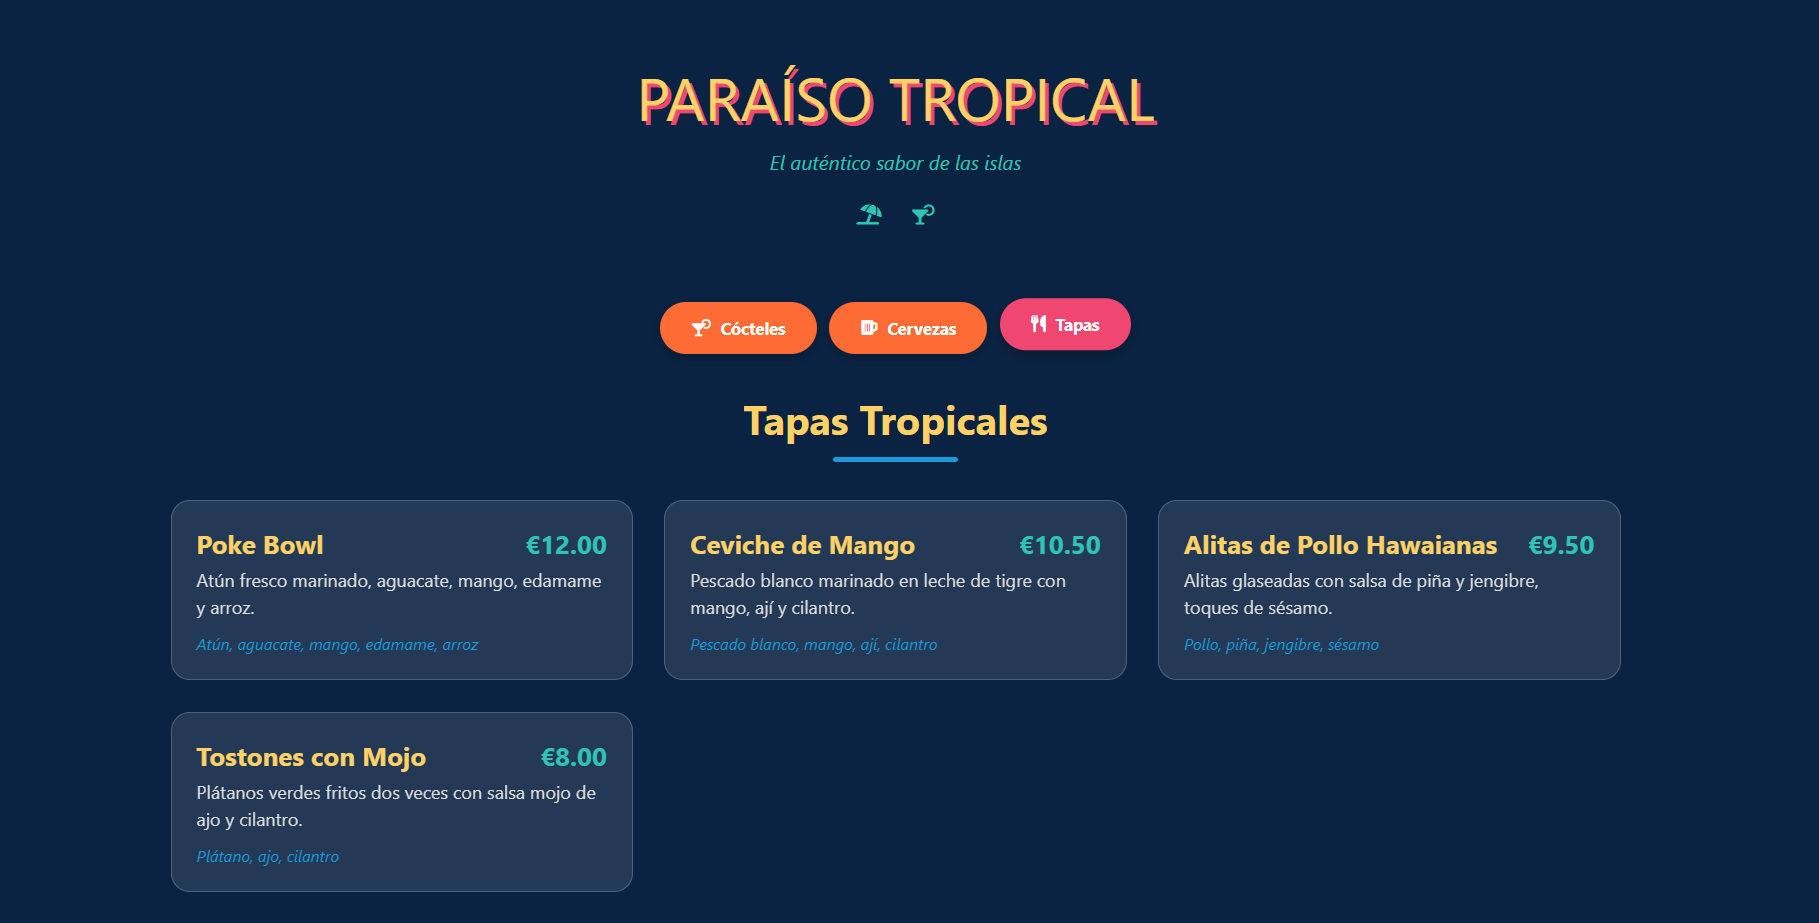 PARAÍSO TROPICAL
El auténtico sabor de las islas
Cócteles
Cervezas
Tapas
Tapas Tropicales
Poke Bowl €12.00
Atún fresco marinado, aguacate, mango, edamame
y arroz.
Atún, aguacate, mango, edamame, arroz
Ceviche de Mango €10.50
Pescado blanco marinado en leche de tigre con
mango, ají y cilantro.
Pescado blanco, mango, ají, cilantro
Alitas de Pollo Hawaianas €9.50
Alitas glaseadas con salsa de piña y jengibre,
toques de sésamo.
Pollo, piña, jengibre, sésamo
Tostones con Mojo €8.00
Plátanos verdes fritos dos veces con salsa mojo de
ajo y cilantro.
Plátano, ajo, cilantro